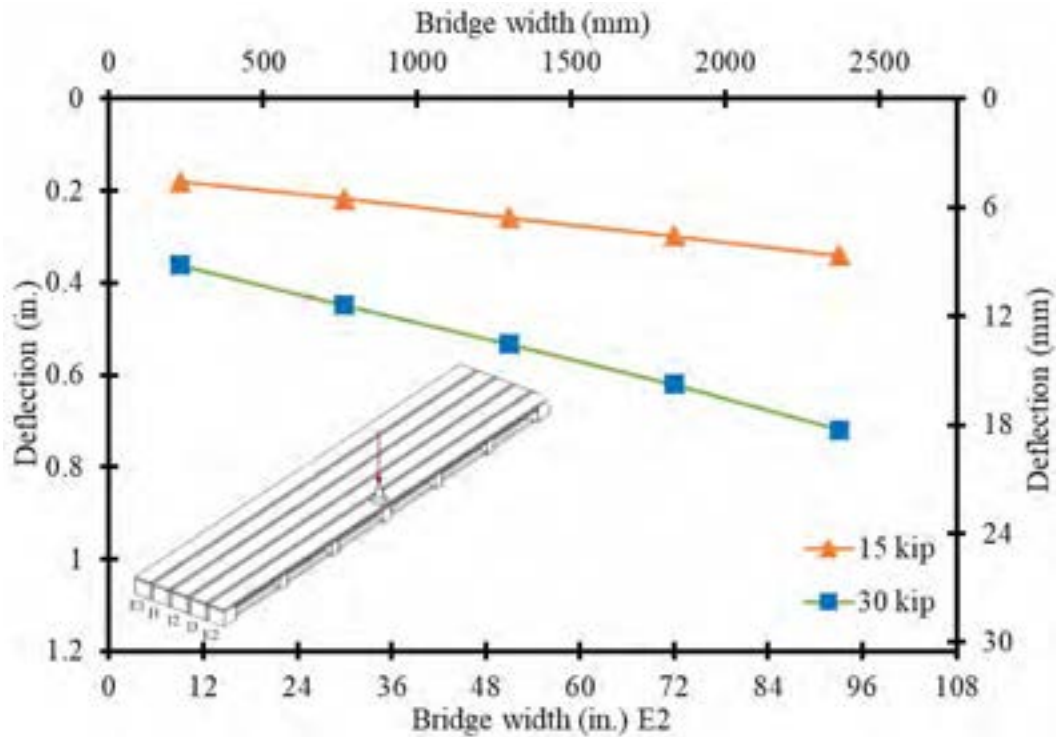 Bridge width (mm)
0 500 1000 1500 2000 2500
0 0
0.2
6
0.4
12
0.6
18
0.8
24
1
30
1.2
Deflection (in.)
Deflection (mm)
15 kip
30 kip
0 12 24 36 48 60 72 84 96 108
Bridge width (in.) E2